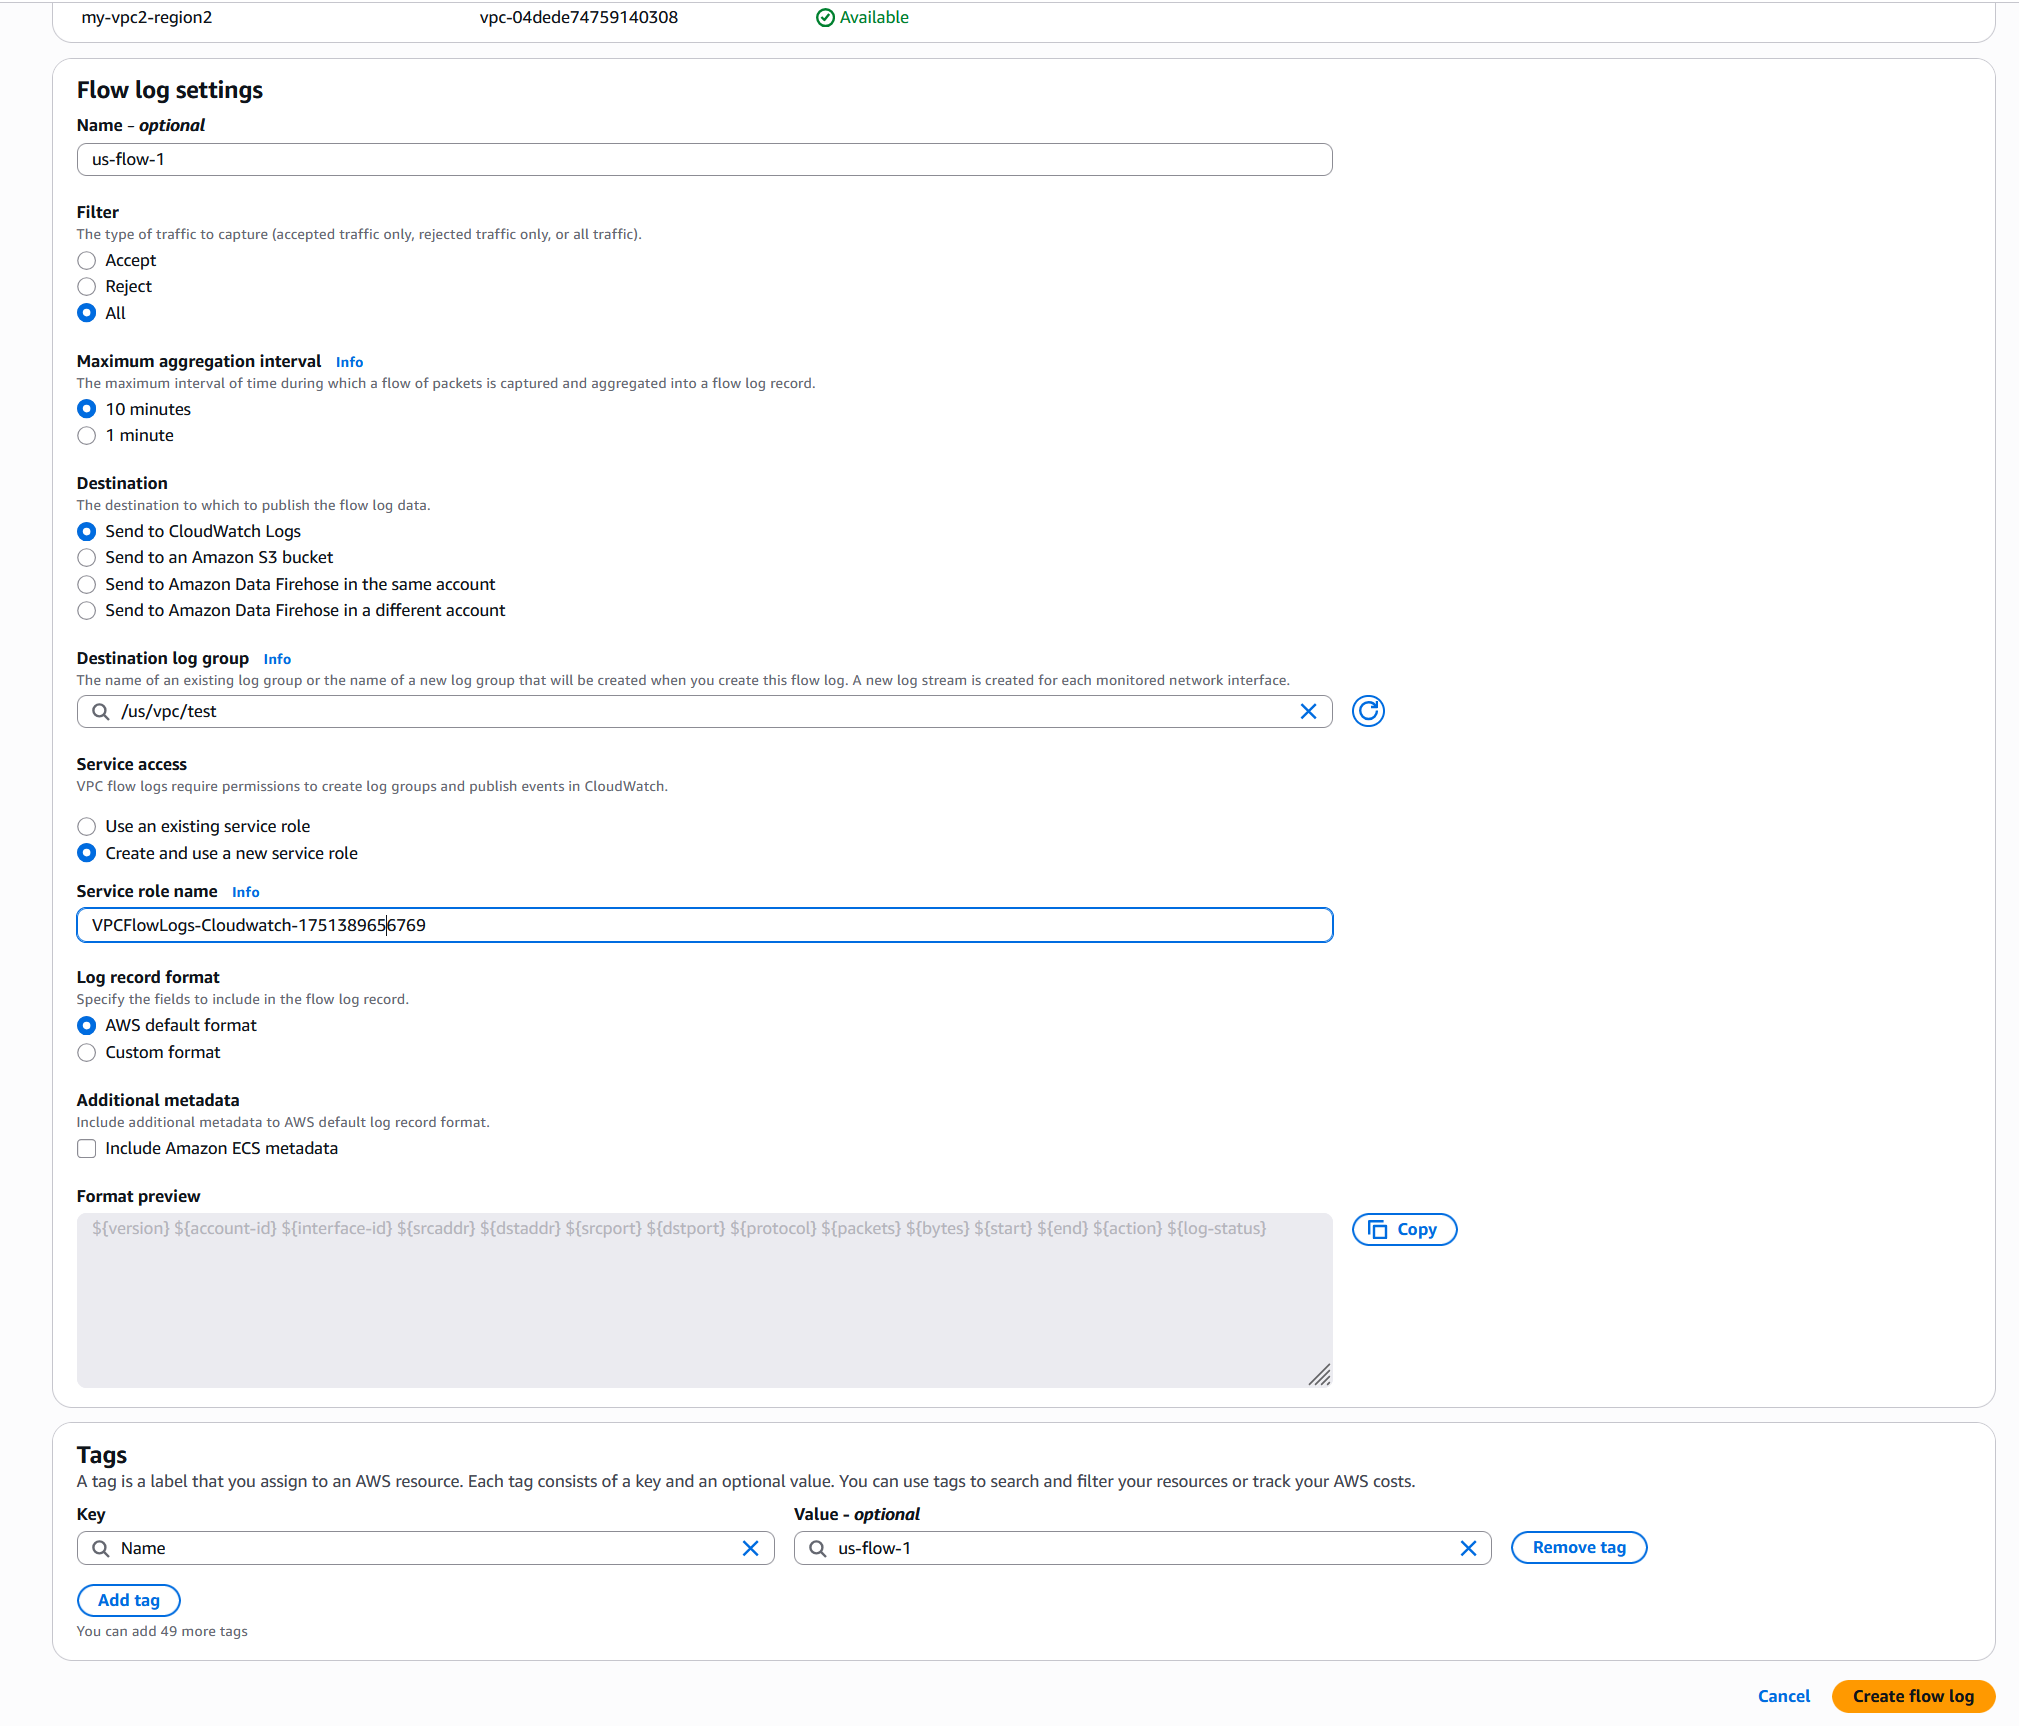 my-vpc2-region2 vpc-04dede74759140308 Available
Flow log settings
Name - optional
us-flow-1
Filter
The type of traffic to capture (accepted traffic only, rejected traffic only, or all traffic).
Accept
Reject
All
Maximum aggregation interval Info
The maximum interval of time during which a flow of packets is captured and aggregated into a flow log record.
10 minutes
1 minute
Destination
The destination to which to publish the flow log data.
Send to CloudWatch Logs
Send to an Amazon S3 bucket
Send to Amazon Data Firehose in the same account
Send to Amazon Data Firehose in a different account
Destination log group Info
The name of an existing log group or the name of a new log group that will be created when you create this flow log. A new log stream is created for each monitored network interface.
/us/vpc/test
Service access
VPC flow logs require permissions to create log groups and publish events in CloudWatch.
Use an existing service role
Create and use a new service role
Service role name Info
VPCFlowLogs-Cloudwatch-1751389656769
Log record format
Specify the fields to include in the flow log record.
AWS default format
Custom format
Additional metadata
Include additional metadata to AWS default log record format.
Include Amazon ECS metadata
Format preview
${version} ${account-id} ${interface-id} ${srcaddr} ${dstaddr} ${srcport} ${dstport} ${protocol} ${packets} ${bytes} ${start} ${end} ${action} ${log-status}
Copy
Tags
A tag is a label that you assign to an AWS resource. Each tag consists of a key and an optional value. You can use tags to search and filter your resources or track your AWS costs.
Key Value - optional
Name us-flow-1 Remove tag
Add tag
You can add 49 more tags
Cancel Create flow log